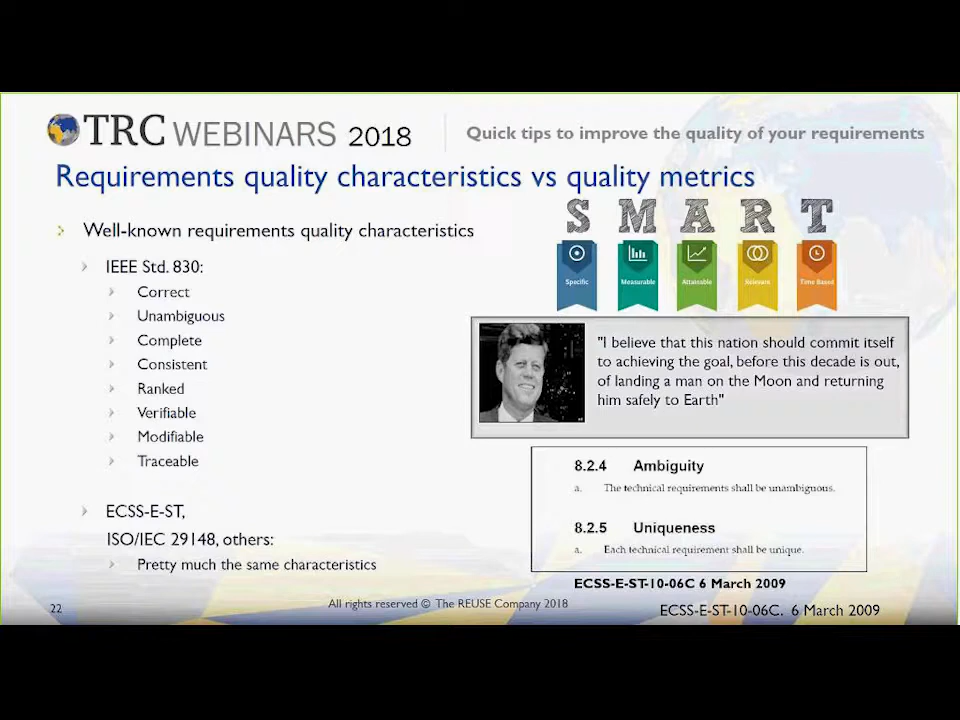 TRC WEBINARS 2018
Quick tips to improve the quality of your requirements
Requirements quality characteristics vs quality metrics
Well-known requirements quality characteristics
IEEE Std. 830:
Correct
Unambiguous
Complete
Consistent
Ranked
Verifiable
Modifiable
Traceable
ECSS-E-ST,
ISO/IEC 29148, others:
Pretty much the same characteristics
S M A R T
Specific
Measurable
Attainable
Relevant
Time Based
"I believe that this nation should commit itself
to achieving the goal, before this decade is out,
of landing a man on the Moon and returning
him safely to Earth"
8.2.4 Ambiguity
a. The technical requirements shall be unambiguous.
8.2.5 Uniqueness
a. Each technical requirement shall be unique.
ECSS-E-ST-10-06C 6 March 2009
22
All rights reserved © The REUSE Company 2018
ECSS-E-ST-10-06C. 6 March 2009